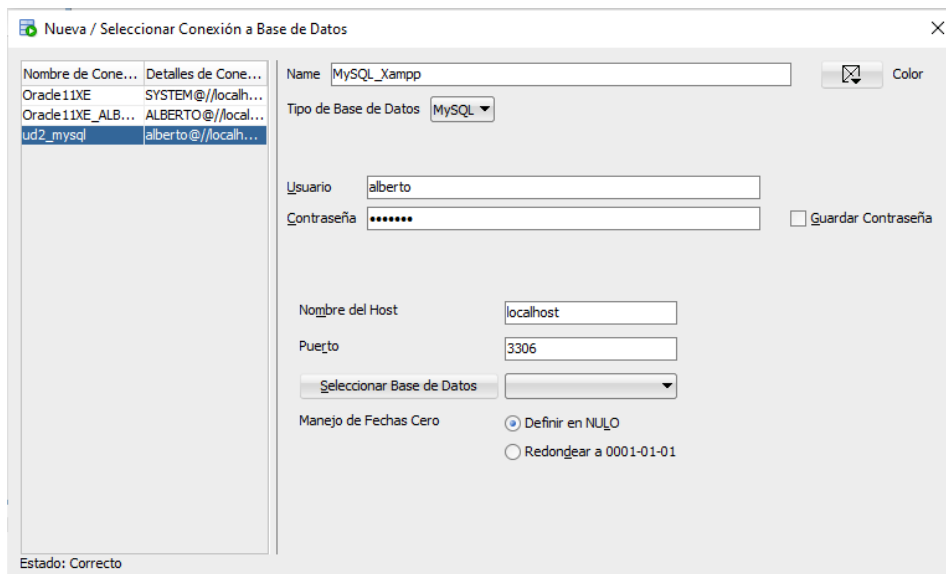 Nueva / Seleccionar Conexión a Base de Datos
Nombre de Cone... Detalles de Cone...
Oracle11XE SYSTEM@//localh...
Oracle11XE_ALB... ALBERTO@//local...
ud2_mysql alberto@//localh...
Name MySQL_Xampp Color
Tipo de Base de Datos MySQL
Usuario alberto
Contraseña ••••••• Guardar Contraseña
Nombre del Host localhost
Puerto 3306
Seleccionar Base de Datos
Manejo de Fechas Cero Definir en NULO
Redondear a 0001-01-01
Estado: Correcto